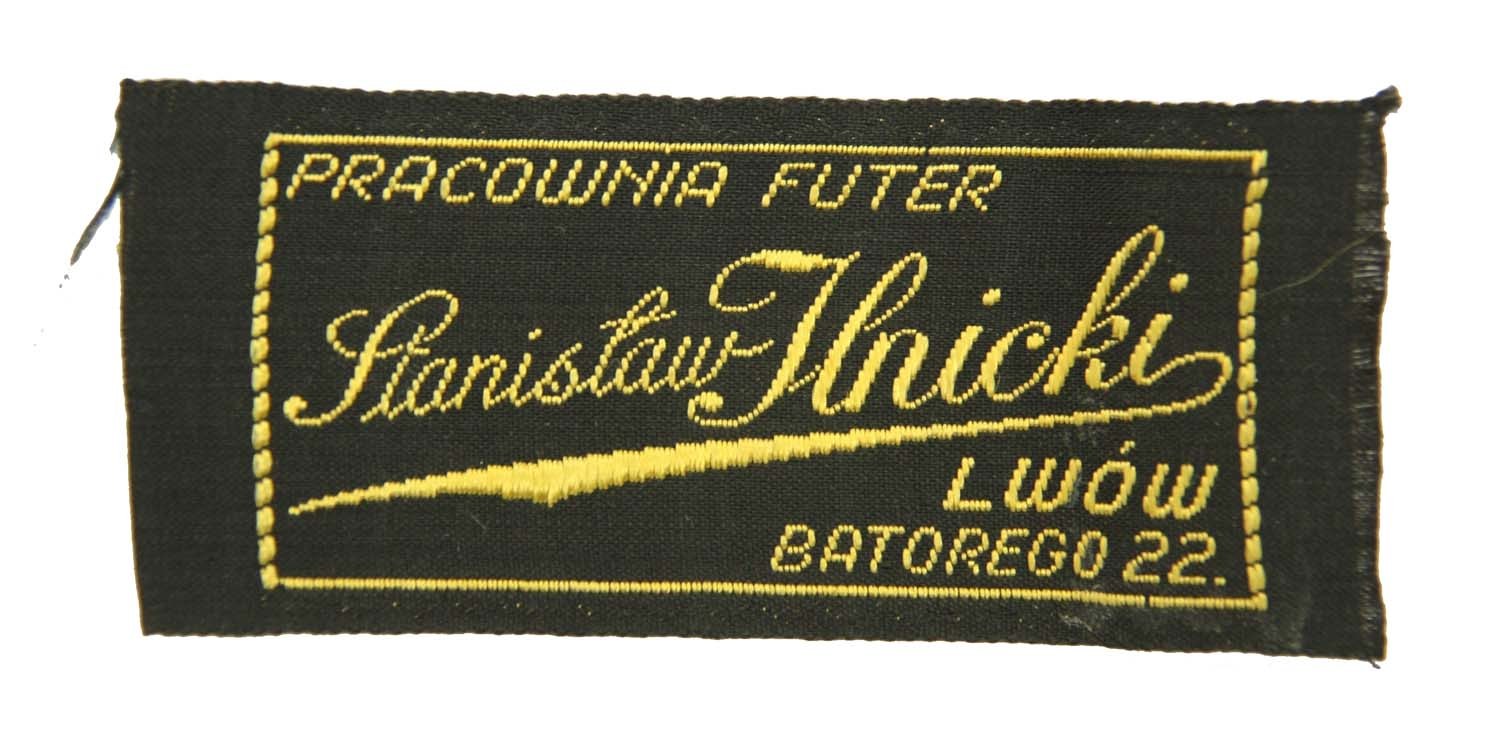 PRACOWNIA FUTER
Stanisław Ilnicki
LWÓW
BATOREGO 22.